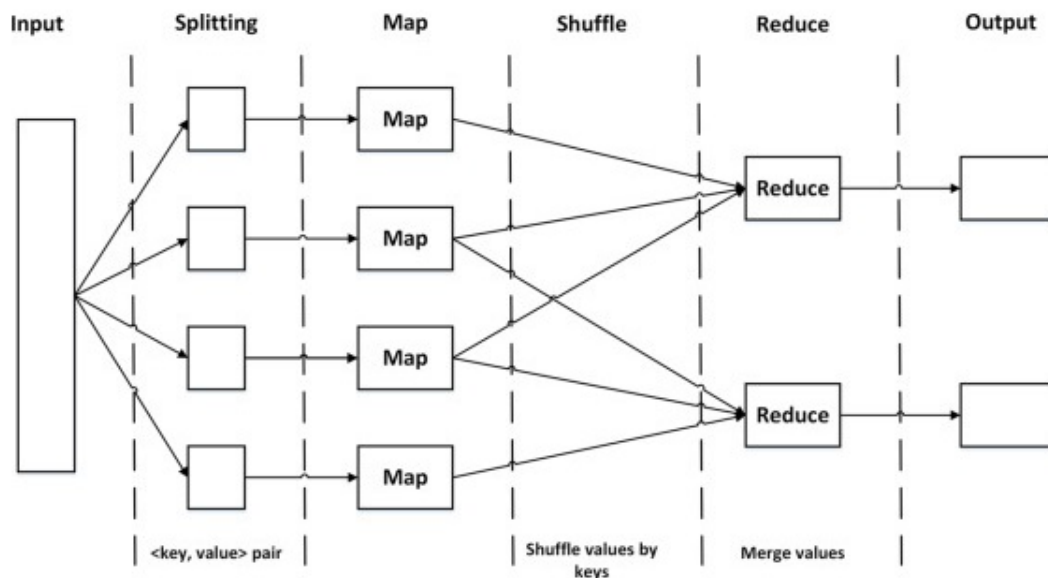 Input Splitting Map Shuffle Reduce Output
Map
Reduce
Map
Map
Reduce
Map
<key, value> pair
Shuffle values by
keys
Merge values